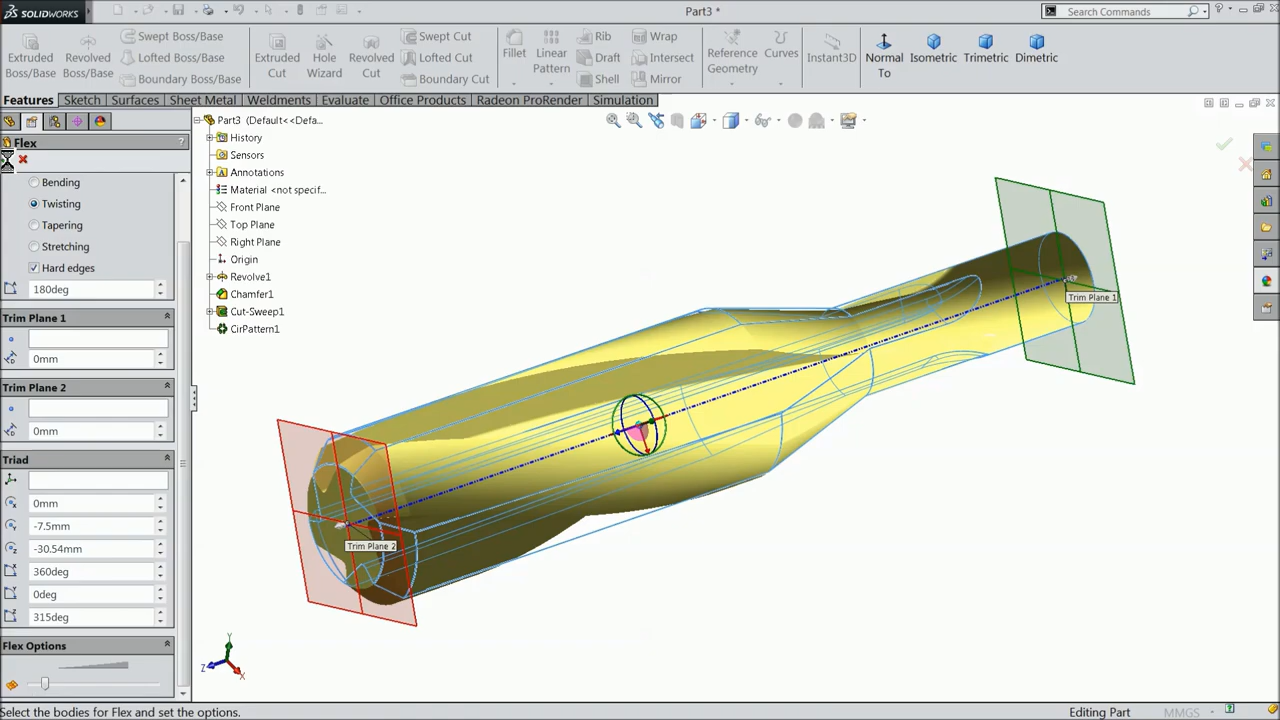 SOLIDWORKS
Part3 *
Search Commands
Extruded Boss/Base
Revolved Boss/Base
Swept Boss/Base
Lofted Boss/Base
Boundary Boss/Base
Extruded Cut
Hole Wizard
Revolved Cut
Swept Cut
Lofted Cut
Boundary Cut
Fillet
Linear Pattern
Rib
Draft
Shell
Wrap
Intersect
Mirror
Reference Geometry
Curves
Instant3D
Normal To
Isometric
Trimetric
Dimetric
Features
Sketch
Surfaces
Sheet Metal
Weldments
Evaluate
Office Products
Radeon ProRender
Simulation
Flex
?
Bending
Twisting
Tapering
Stretching
Hard edges
180deg
Trim Plane 1
0mm
Trim Plane 2
0mm
Triad
0mm
-7.5mm
-30.54mm
360deg
0deg
315deg
Flex Options
Part3 (Default<<Defa...
History
Sensors
Annotations
Material <not specif...
Front Plane
Top Plane
Right Plane
Origin
Revolve1
Chamfer1
Cut-Sweep1
CirPattern1
Trim Plane 1
Trim Plane 2
Y
Z
X
Select the bodies for Flex and set the options.
Editing Part
MMGS